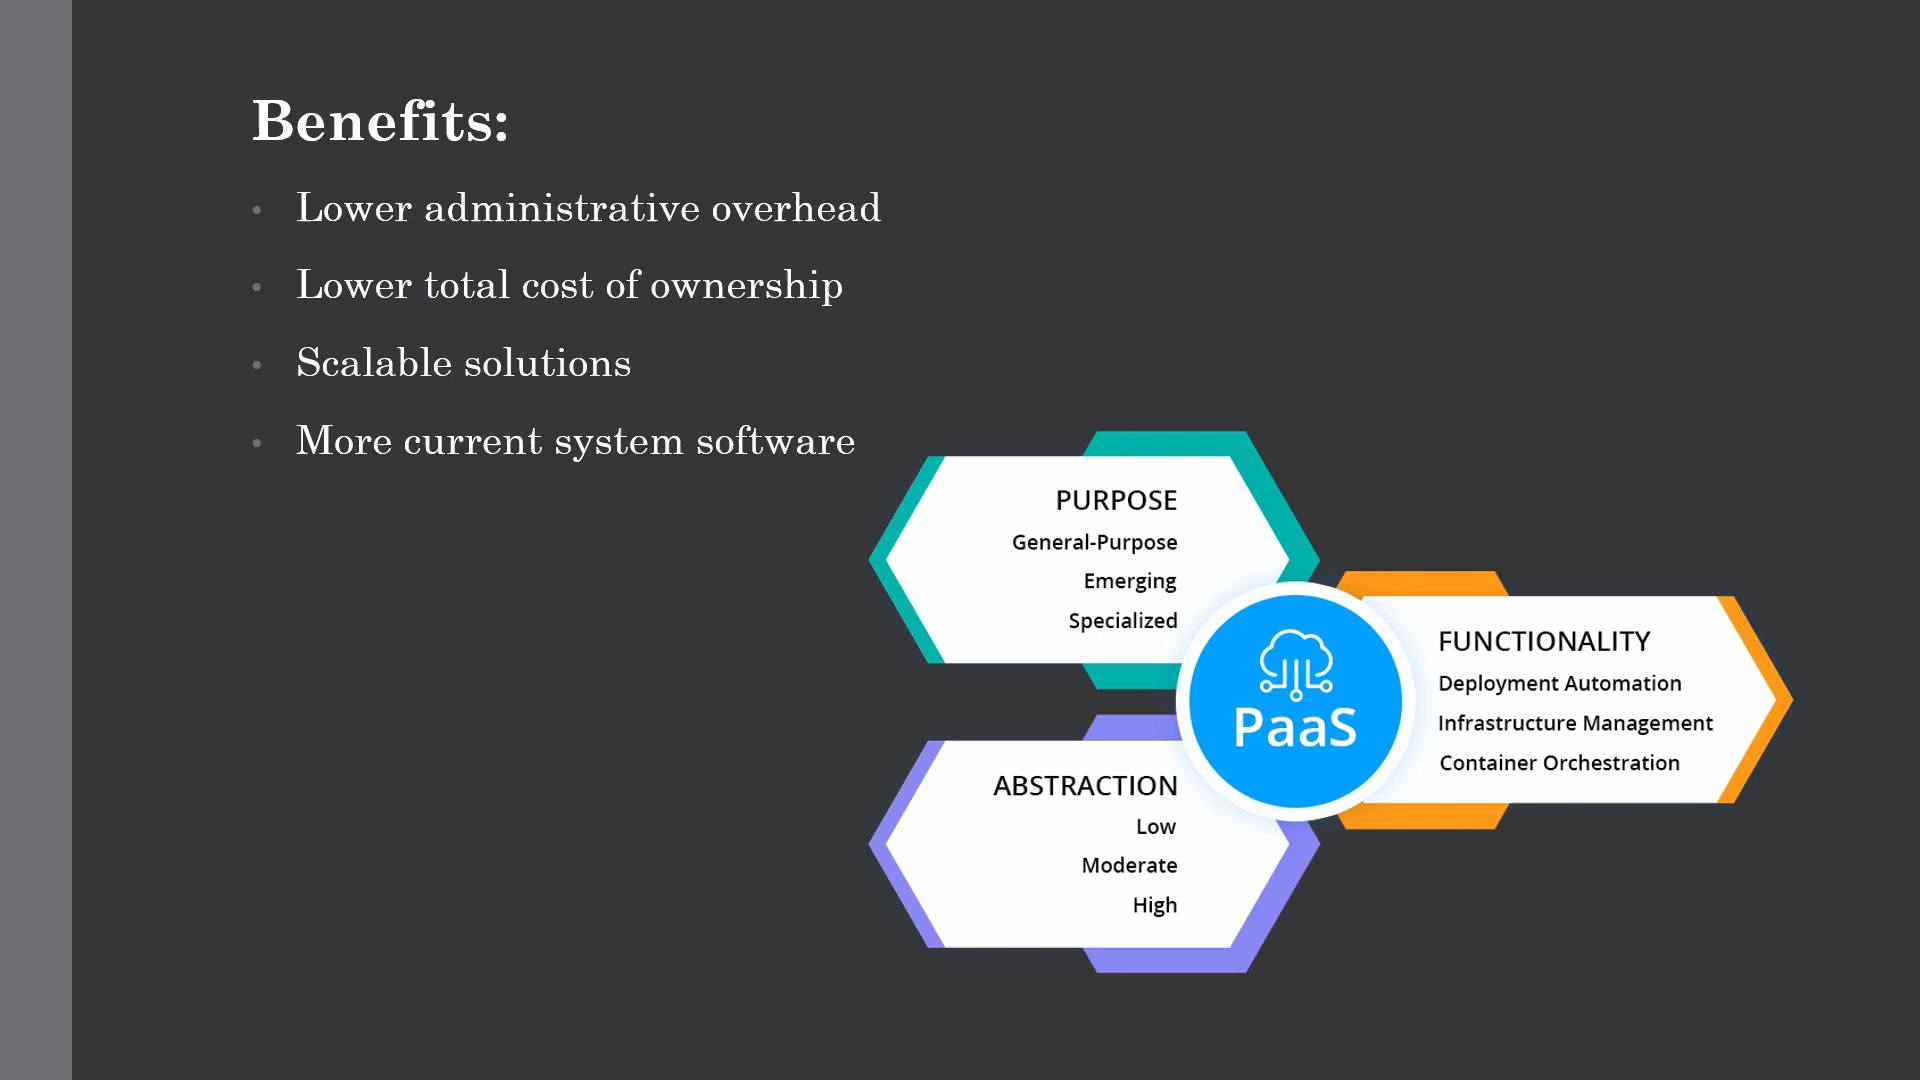 Benefits:
• Lower administrative overhead
• Lower total cost of ownership
• Scalable solutions
• More current system software
PURPOSE
General-Purpose
Emerging
Specialized
PaaS
FUNCTIONALITY
Deployment Automation
Infrastructure Management
Container Orchestration
ABSTRACTION
Low
Moderate
High